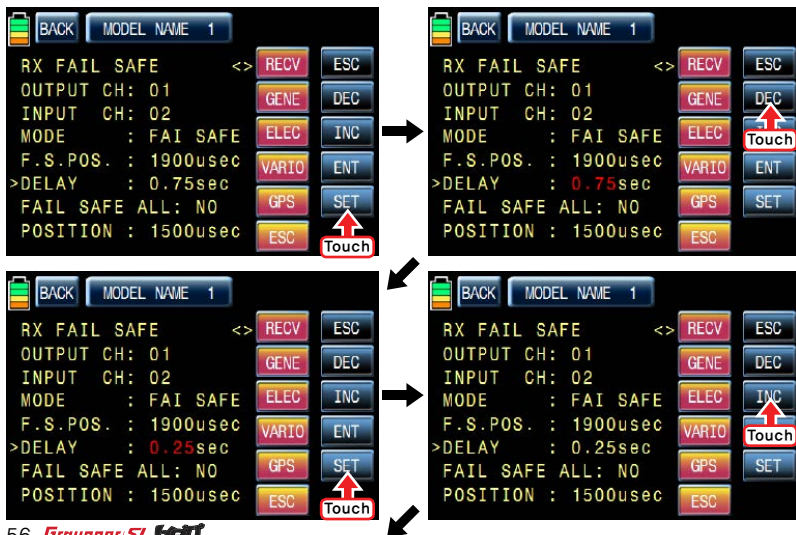 BACK MODEL NAME 1
RX FAIL SAFE <> RECV ESC
OUTPUT CH: 01 GENE DEC
INPUT CH: 02
MODE : FAI SAFE ELEC INC
F.S.POS. : 1900usec VARIO ENT
>DELAY : 0.75sec
FAIL SAFE ALL: NO GPS SET
POSITION : 1500usec ESC Touch
BACK MODEL NAME 1
RX FAIL SAFE <> RECV ESC
OUTPUT CH: 01 GENE DEC
INPUT CH: 02
MODE : FAI SAFE ELEC Touch
F.S.POS. : 1900usec VARIO ENT
>DELAY : 0.75sec
FAIL SAFE ALL: NO GPS SET
POSITION : 1500usec ESC
BACK MODEL NAME 1
RX FAIL SAFE <> RECV ESC
OUTPUT CH: 01 GENE DEC
INPUT CH: 02
MODE : FAI SAFE ELEC INC
F.S.POS. : 1900usec VARIO ENT
>DELAY : 0.25sec
FAIL SAFE ALL: NO GPS SET
POSITION : 1500usec ESC Touch
BACK MODEL NAME 1
RX FAIL SAFE <> RECV ESC
OUTPUT CH: 01 GENE DEC
INPUT CH: 02
MODE : FAI SAFE ELEC INC
F.S.POS. : 1900usec VARIO Touch
>DELAY : 0.25sec
FAIL SAFE ALL: NO GPS SET
POSITION : 1500usec ESC
56